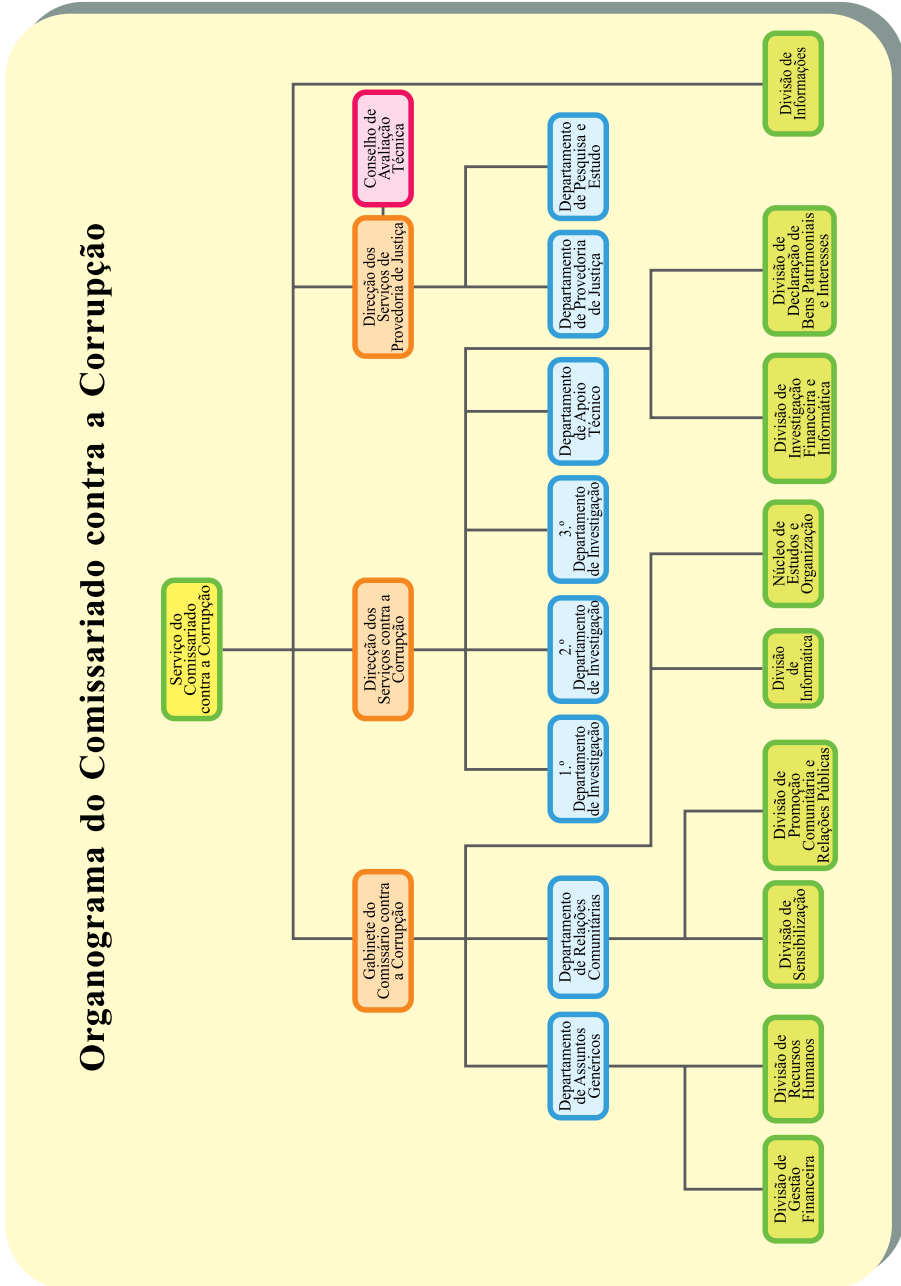 Organograma do Comissariado contra a Corrupção
Serviço do
Comissariado
contra a Corrupção
Gabinete do
Comissário contra
a Corrupção
Direcção dos
Serviços contra a
Corrupção
Direcção dos
Serviços de
Provedoria de Justiça
Conselho de
Avaliação
Técnica
Departamento
de Assuntos
Genéricos
Departamento
de Relações
Comunitárias
1.º
Departamento
de Investigação
2.º
Departamento
de Investigação
3.º
Departamento
de Investigação
Departamento
de Apoio
Técnico
Departamento
de Provedoria
de Justiça
Departamento
de Pesquisa e
Estudo
Divisão de
Gestão
Financeira
Divisão de
Recursos
Humanos
Divisão de
Sensibilização
Divisão de
Promoção
Comunitária e
Relações Públicas
Divisão
de
Informática
Núcleo de
Estudos e
Organização
Divisão de
Investigação
Financeira e
Informática
Divisão de
Declaração de
Bens Patrimoniais
e Interesses
Divisão de
Informações